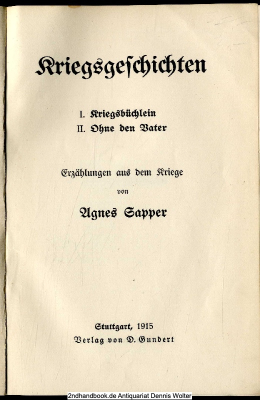 Kriegsgeschichten
I. Kriegsbüchlein
II. Ohne den Vater
Erzählungen aus dem Kriege
von
Agnes Sapper
Stuttgart, 1915
Verlag von D. Gundert
2ndhandbook.de Antiquariat Dennis Wolter